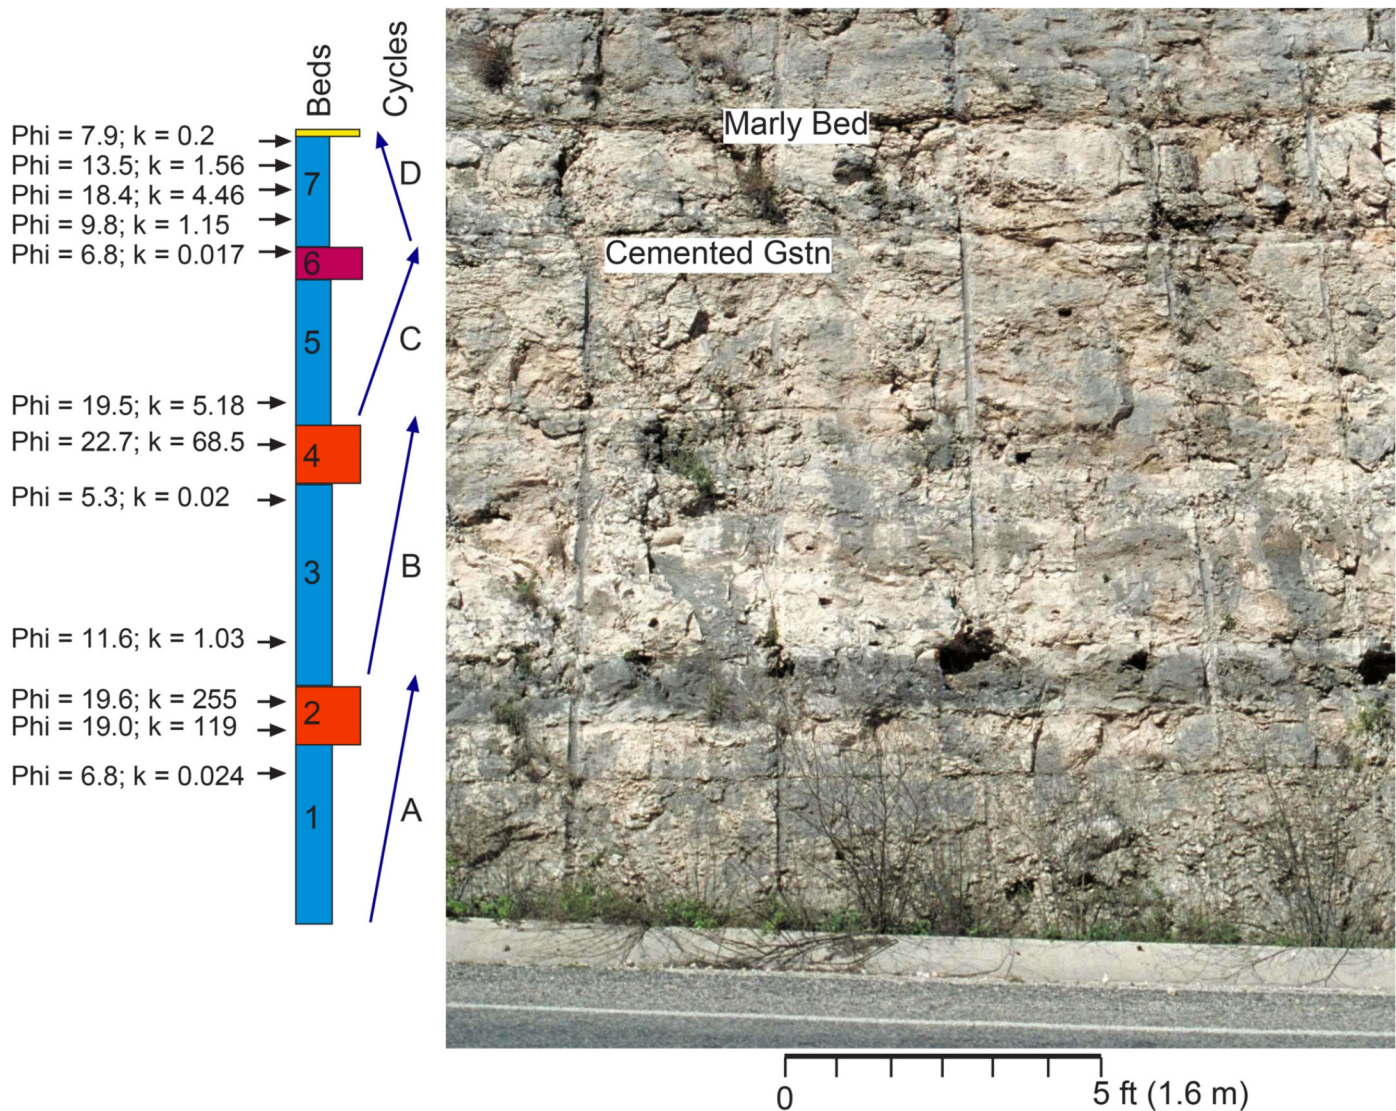 Beds
Cycles
Phi = 7.9; k = 0.2
Phi = 13.5; k = 1.56
Phi = 18.4; k = 4.46
Phi = 9.8; k = 1.15
Phi = 6.8; k = 0.017
Phi = 19.5; k = 5.18
Phi = 22.7; k = 68.5
Phi = 5.3; k = 0.02
Phi = 11.6; k = 1.03
Phi = 19.6; k = 255
Phi = 19.0; k = 119
Phi = 6.8; k = 0.024
7
6
5
4
3
2
1
D
C
B
A
Marly Bed
Cemented Gstn
0
5 ft (1.6 m)